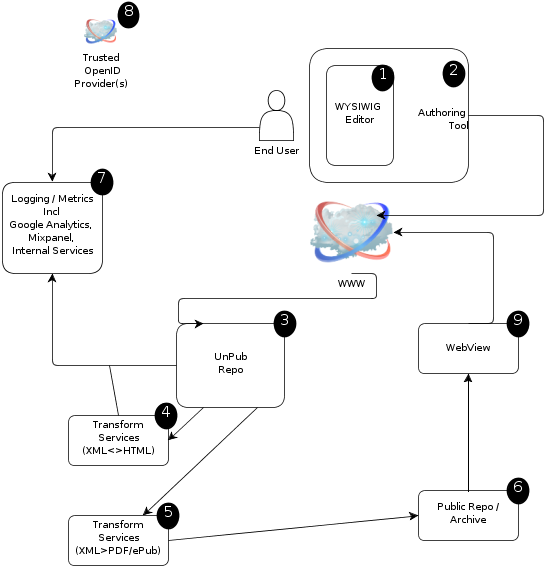 8
Trusted
OpenID
Provider(s)
1
2
WYSIWIG
Editor
Authoring
Tool
End User
7
Logging / Metrics
Incl
Google Analytics,
Mixpanel,
Internal Services
WWW
3
UnPub
Repo
9
WebView
4
Transform
Services
(XML<>HTML)
5
Transform
Services
(XML>PDF/ePub)
6
Public Repo /
Archive